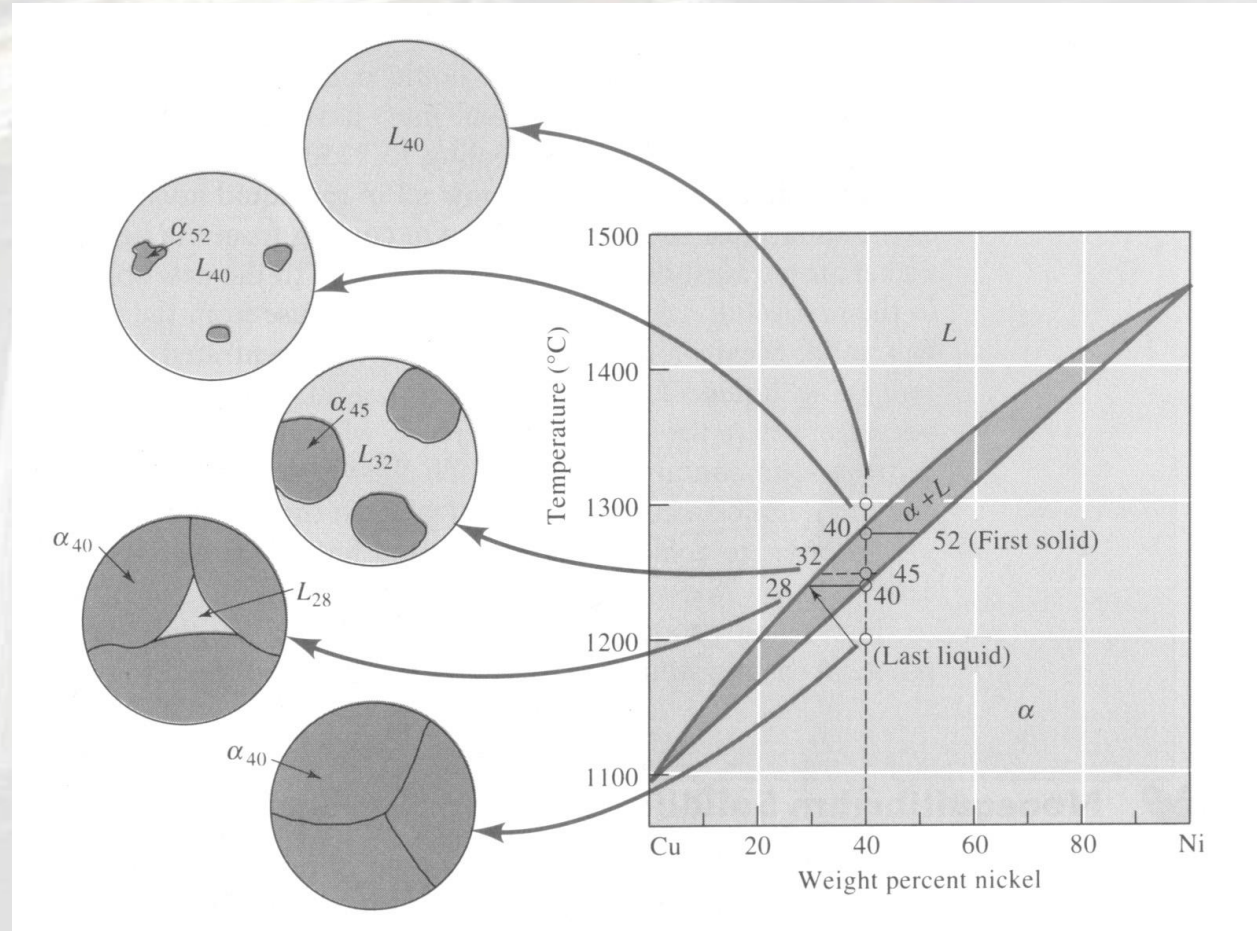 L40
α52
L40
α45
L32
α40
L28
α40
1500
1400
1300
1200
1100
Temperature (°C)
L
α + L
40
52 (First solid)
32
45
28
40
(Last liquid)
α
Cu
20
40
60
80
Ni
Weight percent nickel